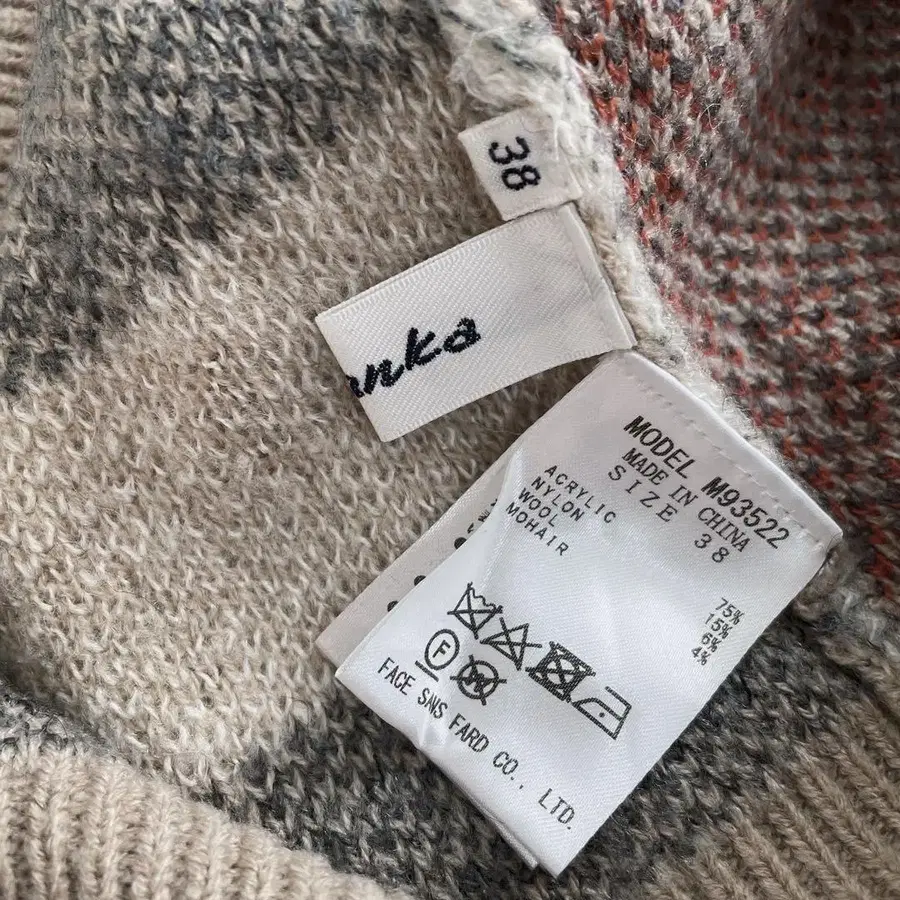 38
anka
MODEL M93522
MADE IN CHINA
SIZE 38
ACRYLIC 75%
NYLON 15%
WOOL 6%
MOHAIR 4%
F
W
FACE SANS FARD CO., LTD.